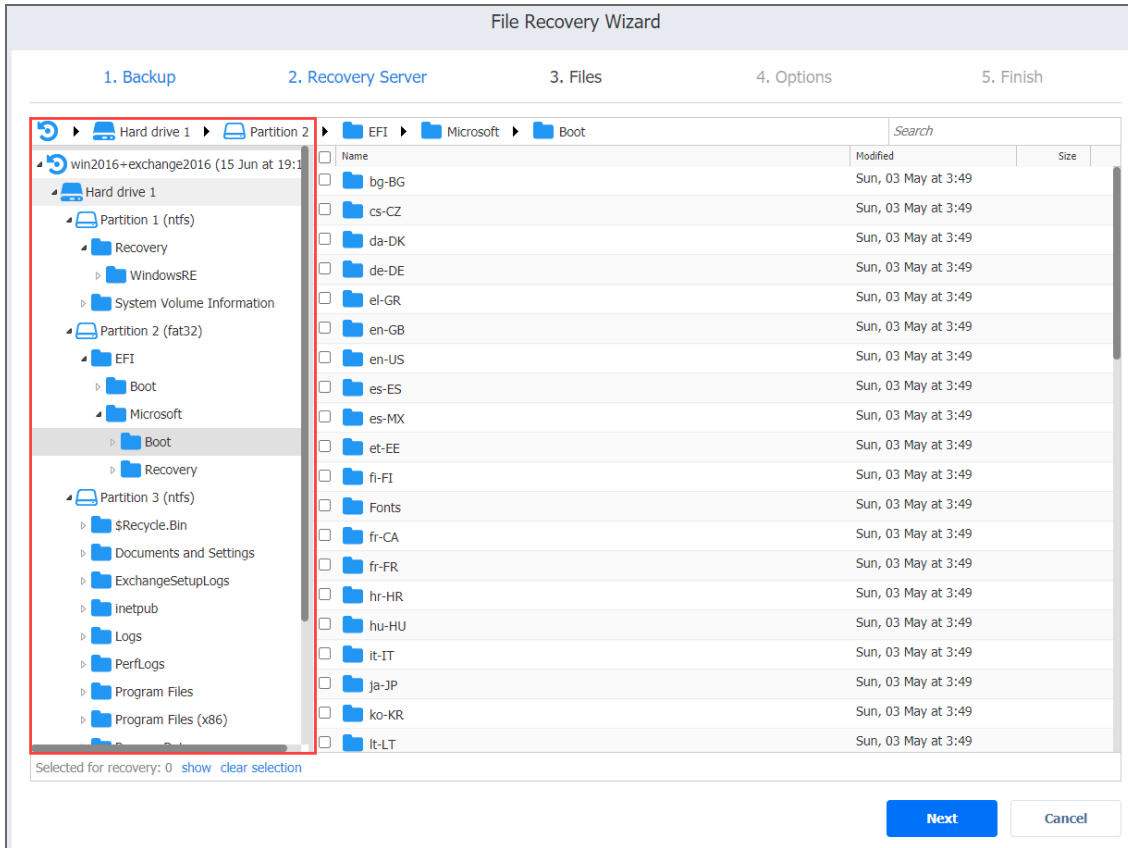 File Recovery Wizard
1. Backup 2. Recovery Server 3. Files 4. Options 5. Finish
Hard drive 1 Partition 2 EFI Microsoft Boot Search
win2016+exchange2016 (15 Jun at 19:1
Hard drive 1
Partition 1 (ntfs)
Recovery
WindowsRE
System Volume Information
Partition 2 (fat32)
EFI
Boot
Microsoft
Boot
Recovery
Partition 3 (ntfs)
$Recycle.Bin
Documents and Settings
ExchangeSetupLogs
inetpub
Logs
PerfLogs
Program Files
Program Files (x86)
Name Modified Size
bg-BG Sun, 03 May at 3:49
cs-CZ Sun, 03 May at 3:49
da-DK Sun, 03 May at 3:49
de-DE Sun, 03 May at 3:49
el-GR Sun, 03 May at 3:49
en-GB Sun, 03 May at 3:49
en-US Sun, 03 May at 3:49
es-ES Sun, 03 May at 3:49
es-MX Sun, 03 May at 3:49
et-EE Sun, 03 May at 3:49
fi-FI Sun, 03 May at 3:49
Fonts Sun, 03 May at 3:49
fr-CA Sun, 03 May at 3:49
fr-FR Sun, 03 May at 3:49
hr-HR Sun, 03 May at 3:49
hu-HU Sun, 03 May at 3:49
it-IT Sun, 03 May at 3:49
ja-JP Sun, 03 May at 3:49
ko-KR Sun, 03 May at 3:49
lt-LT Sun, 03 May at 3:49
Selected for recovery: 0 show clear selection
Next Cancel